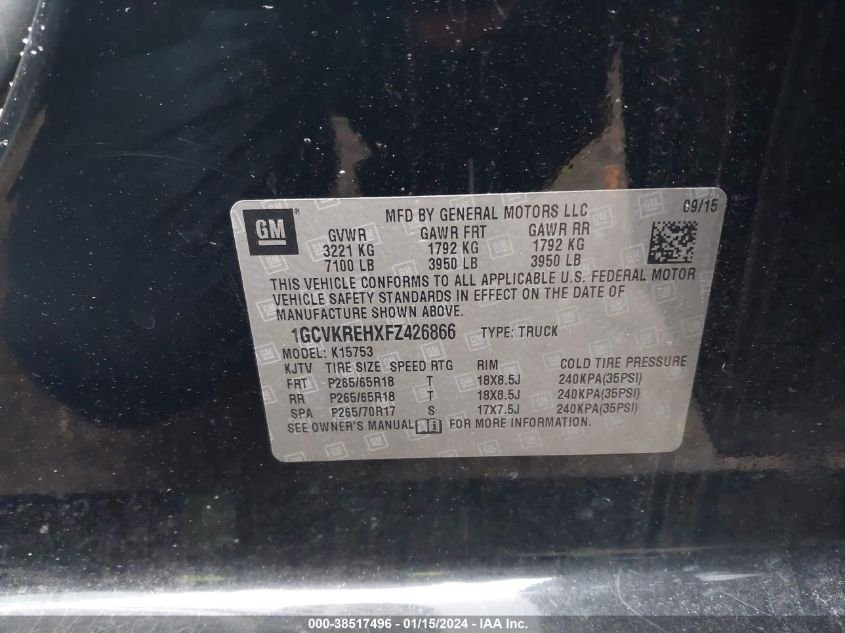 GM
MFD BY GENERAL MOTORS LLC
09/15
GVWR GAWR FRT GAWR RR
3221 KG 1792 KG 1792 KG
7100 LB 3950 LB 3950 LB
THIS VEHICLE CONFORMS TO ALL APPLICABLE U.S. FEDERAL MOTOR
VEHICLE SAFETY STANDARDS IN EFFECT ON THE DATE OF
MANUFACTURE SHOWN ABOVE.
1GCVKREHXFZ426866 TYPE: TRUCK
MODEL: K15753
KJTV TIRE SIZE SPEED RTG RIM COLD TIRE PRESSURE
FRT P265/65R18 T 18X8.5J 240KPA(35PSI)
RR P265/65R18 T 18X8.5J 240KPA(35PSI)
SPA P265/70R17 S 17X7.5J 240KPA(35PSI)
SEE OWNER'S MANUAL FOR MORE INFORMATION.
000-38517496 - 01/15/2024 - IAAI - US - Inc.